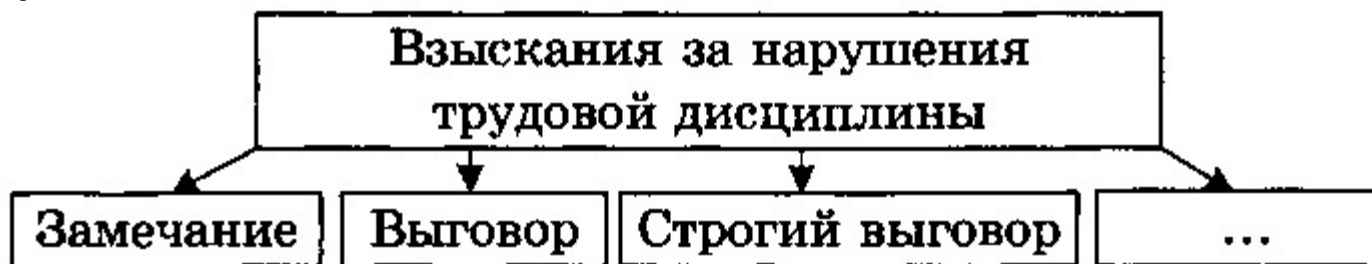 Взыскания за нарушения
трудовой дисциплины
Замечание
Выговор
Строгий выговор
...